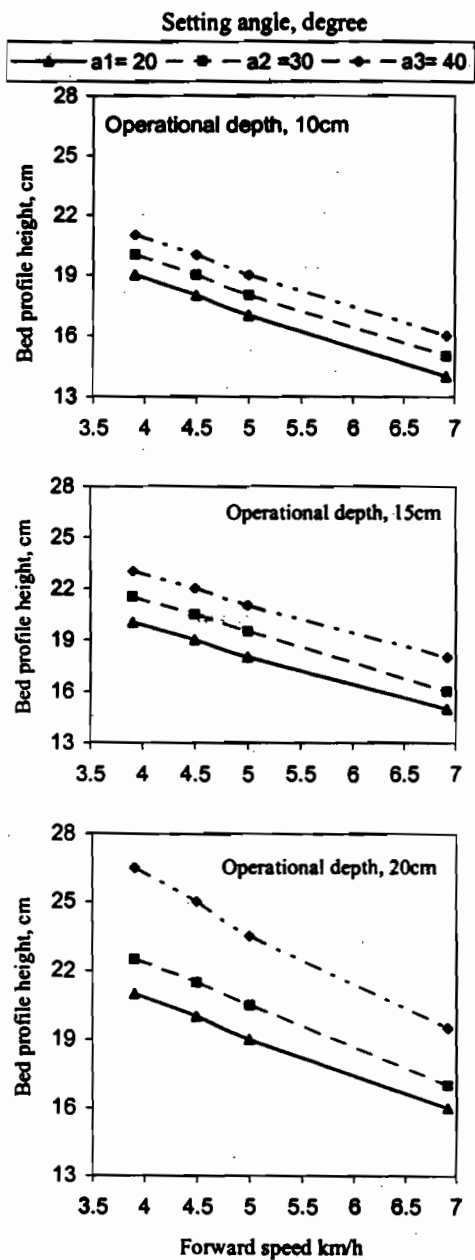 Setting angle, degree
a1= 20 a2 =30 a3= 40
Operational depth, 10cm
Bed profile height, cm
28
25
22
19
16
13
3.5 4 4.5 5 5.5 6 6.5 7
Operational depth, 15cm
Bed profile height, cm
28
25
22
19
16
13
3.5 4 4.5 5 5.5 6 6.5 7
Operational depth, 20cm
Bed profile height, cm
28
25
22
19
16
13
3.5 4 4.5 5 5.5 6 6.5 7
Forward speed km/h